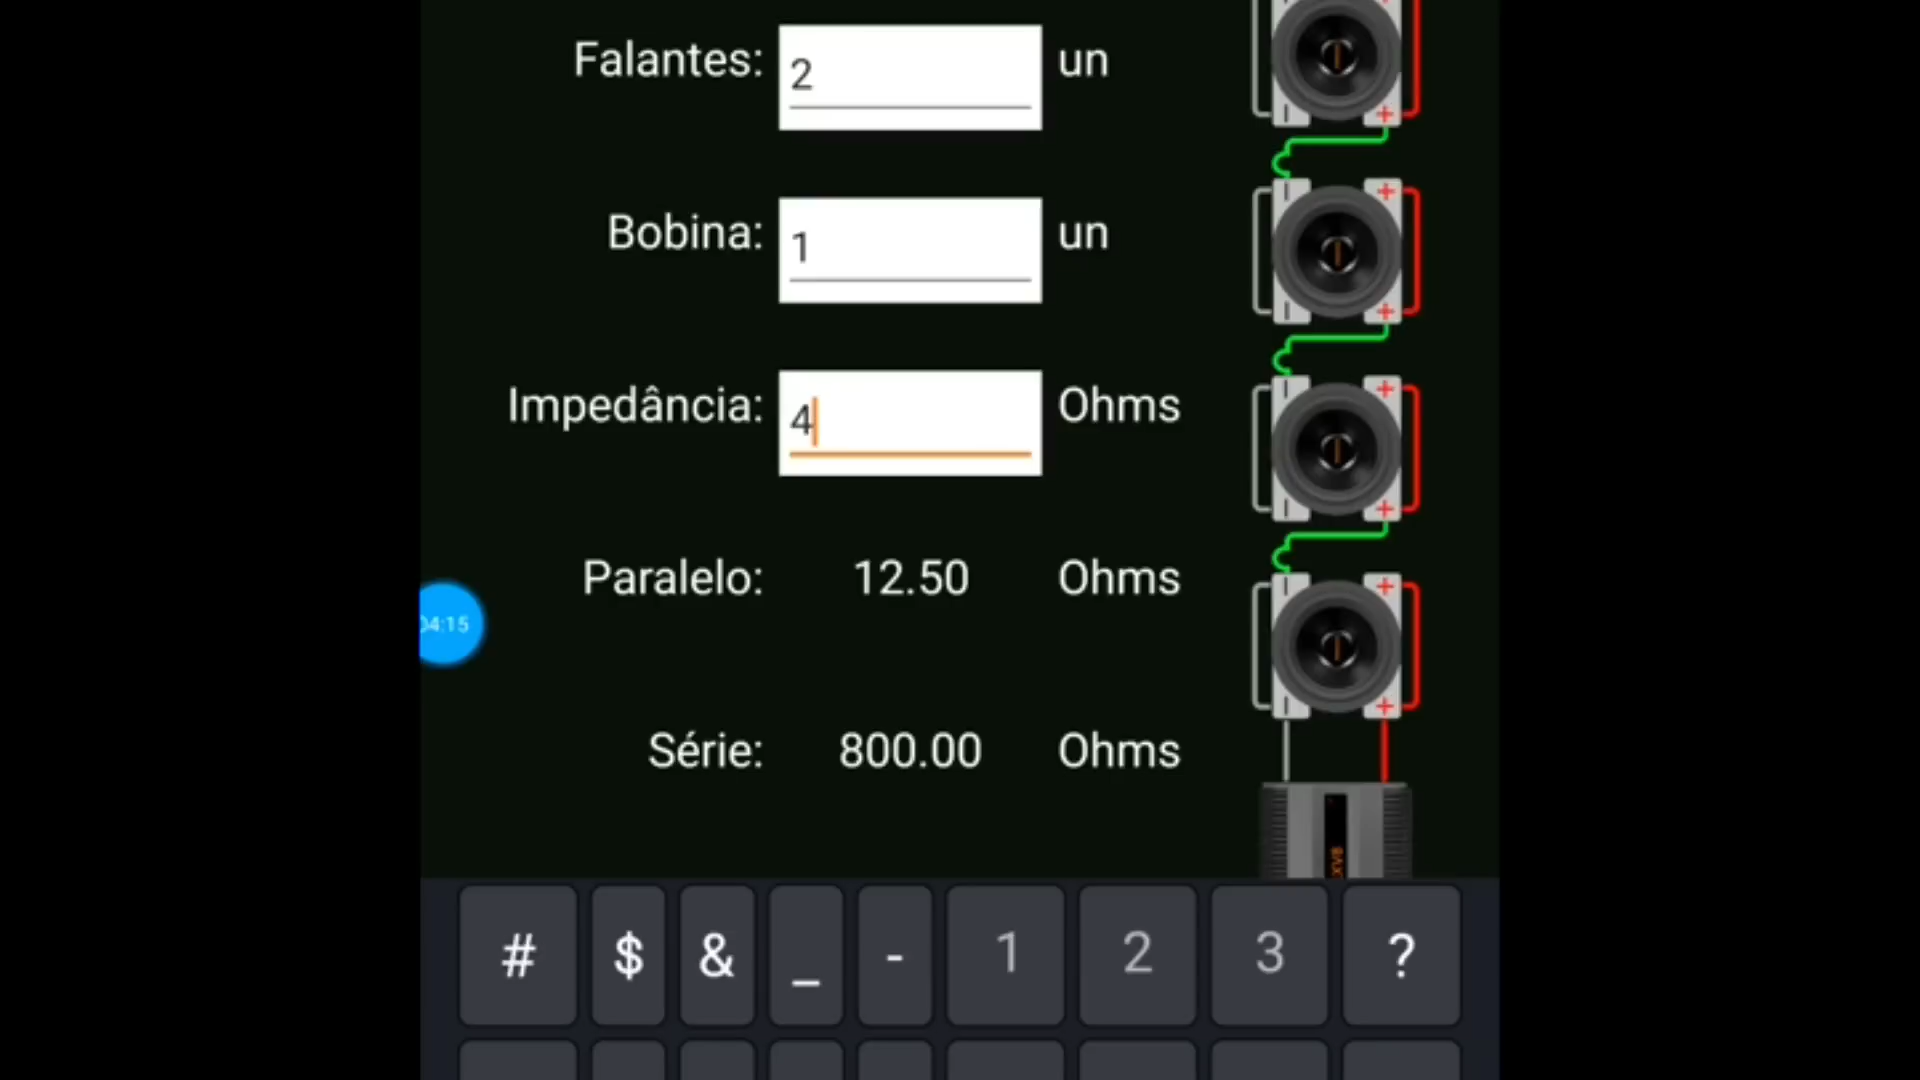 Falantes: 2 un
Bobina: 1 un
Impedância: 4 Ohms
Paralelo: 12.50 Ohms
04:15
Série: 800.00 Ohms
# $ & _ - 1 2 3 ?